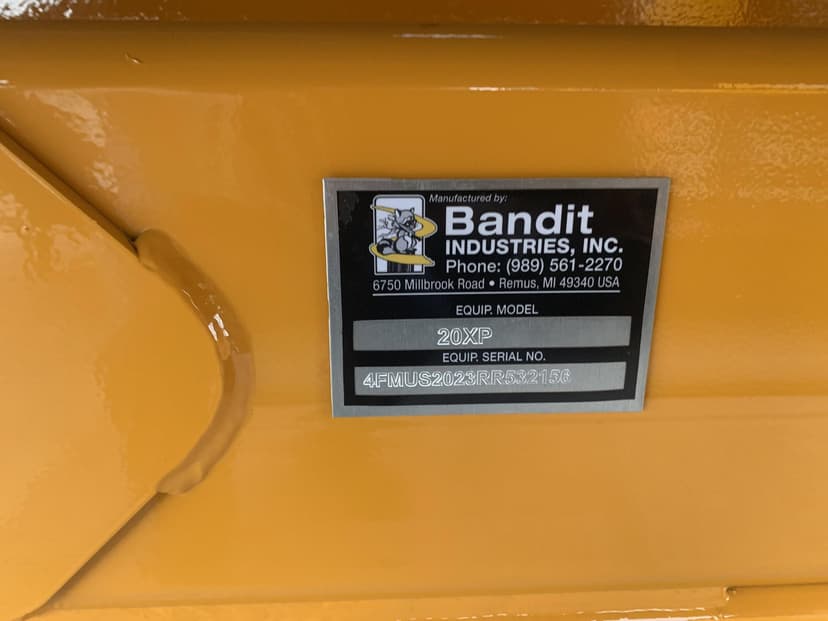 Manufactured by:
Bandit
INDUSTRIES, INC.
Phone: (989) 561-2270
6750 Millbrook Road • Remus, MI 49340 USA
EQUIP. MODEL
20XP
EQUIP. SERIAL NO.
4FMUS2023RR532156